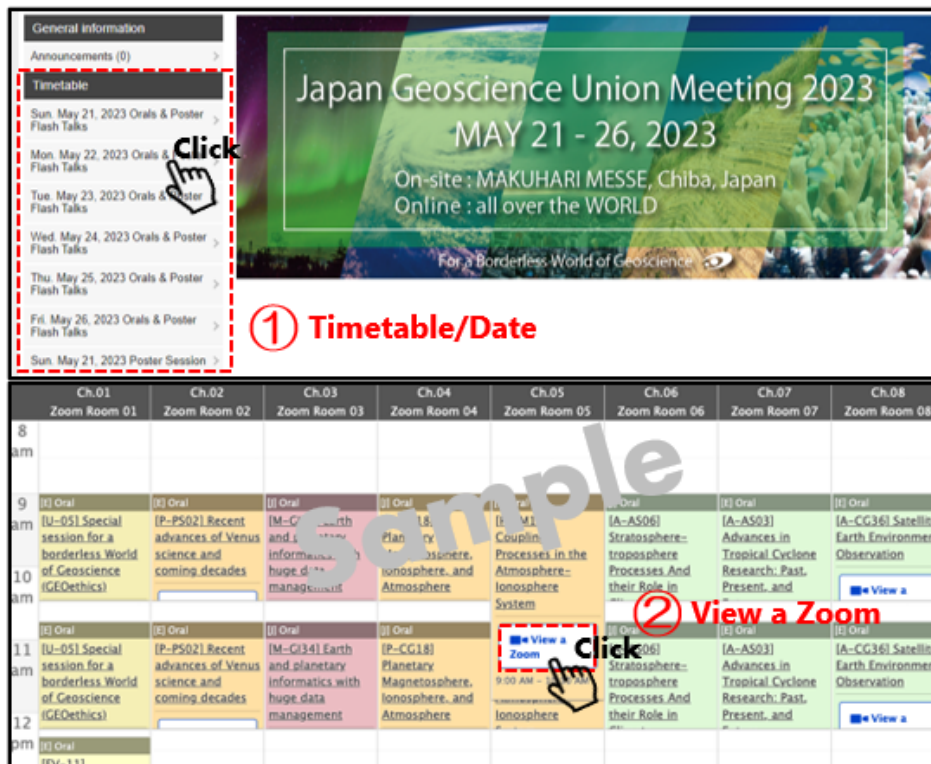 General information
Announcements (0)
Timetable
Sun. May 21, 2023 Orals & Poster
Flash Talks
Mon. May 22, 2023 Orals &
Flash Talks
Click
Tue. May 23, 2023 Orals & Poster
Flash Talks
Wed. May 24, 2023 Orals & Poster
Flash Talks
Thu. May 25, 2023 Orals & Poster
Flash Talks
Fri. May 26, 2023 Orals & Poster
Flash Talks
Sun. May 21, 2023 Poster Session
Japan Geoscience Union Meeting 2023
MAY 21 - 26, 2023
On-site : MAKUHARI MESSE, Chiba, Japan
Online : all over the WORLD
For a Borderless World of Geoscience
① Timetable/Date
Ch.01
Zoom Room 01
Ch.02
Zoom Room 02
Ch.03
Zoom Room 03
Ch.04
Zoom Room 04
Ch.05
Zoom Room 05
Ch.06
Zoom Room 06
Ch.07
Zoom Room 07
Ch.08
Zoom Room 08
Sample
8
am
9
am
10
am
11
am
12
pm
[E] Oral
[U-05] Special
session for a
borderless World
of Geoscience
(GEOethics)
[E] Oral
[P-PS02] Recent
advances of Venus
science and
coming decades
[J] Oral
and planetary
huge data
management
[J] Oral
Ionosphere, and
Atmosphere
Coupling
Processes in the
Atmosphere-
Ionosphere
System
Oral
[A-AS06]
Stratosphere-
troposphere
Processes And
their Role in
[E] Oral
[A-AS03]
Advances in
Tropical Cyclone
Research: Past,
Present, and
[E] Oral
[A-CG36] Satellit
Earth Environmen
Observation
View a
② View a Zoom
[E] Oral
[U-05] Special
session for a
borderless World
of Geoscience
(GEOethics)
[E] Oral
[P-PS02] Recent
advances of Venus
science and
coming decades
[J] Oral
[M-GI34] Earth
and planetary
informatics with
huge data
management
[J] Oral
[P-CG18]
Planetary
Magnetosphere,
Ionosphere, and
Atmosphere
View a
Zoom
Click
9:00 AM –
Ionosphere
Stratosphere-
troposphere
Processes And
their Role in
[E] Oral
[A-AS03]
Advances in
Tropical Cyclone
Research: Past,
Present, and
[E] Oral
[A-CG36] Satellit
Earth Environmen
Observation
View a
[E] Oral